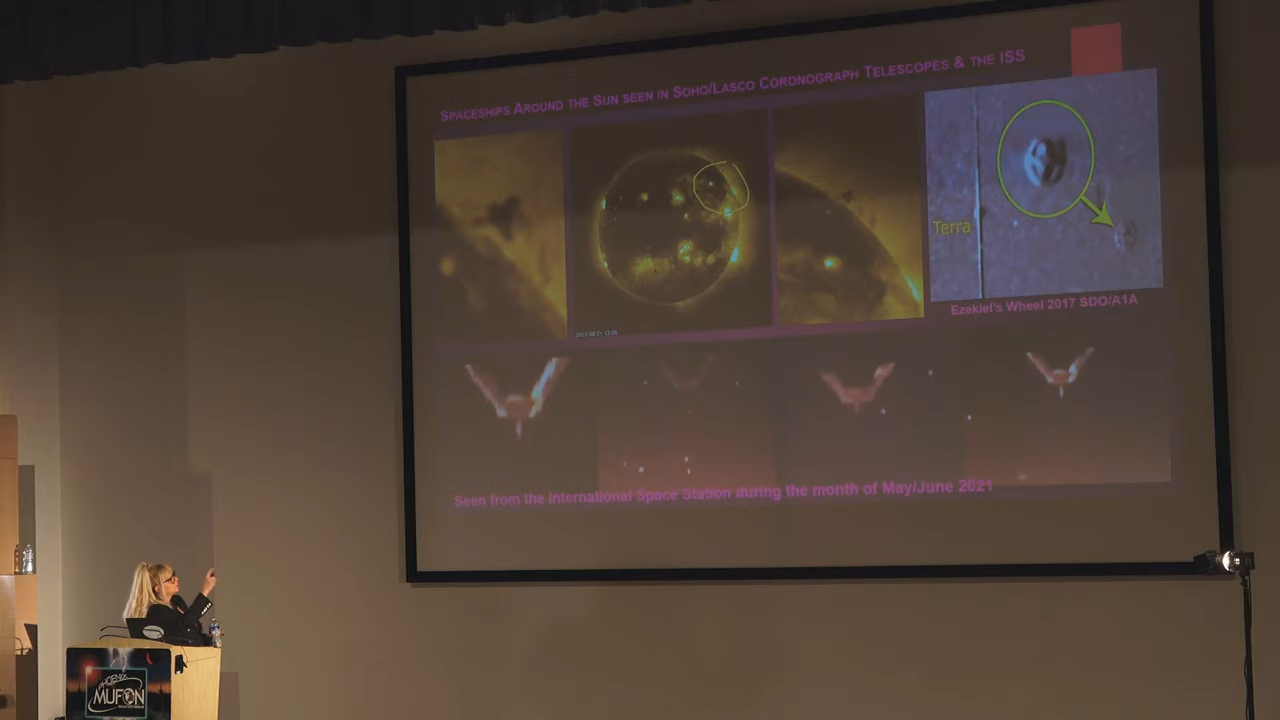 SPACESHIPS AROUND THE SUN SEEN IN SOHO/LASCO CORONOGRAPH TELESCOPES & THE ISS
Terra
Ezekiel's Wheel 2017 SDO/A1A
Seen from the International Space Station during the month of May/June 2021
PHOENIX
MUFON